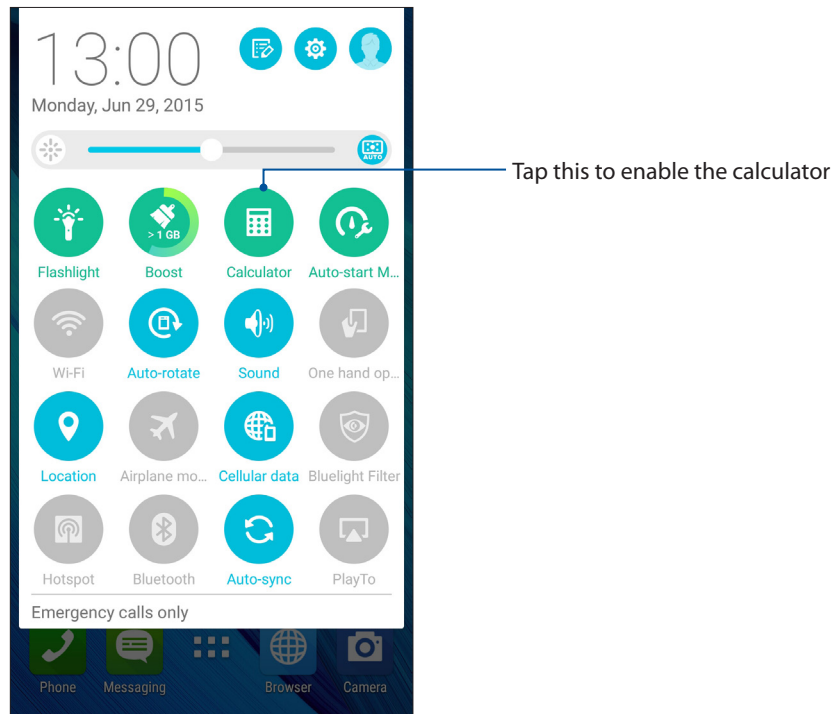 13:00
Monday, Jun 29, 2015
AUTO
Tap this to enable the calculator
> 1 GB
Flashlight Boost Calculator Auto-start M...
Wi-Fi Auto-rotate Sound One hand op...
Location Airplane mo... Cellular data Bluelight Filter
Hotspot Bluetooth Auto-sync PlayTo
Emergency calls only
Phone Messaging Browser Camera